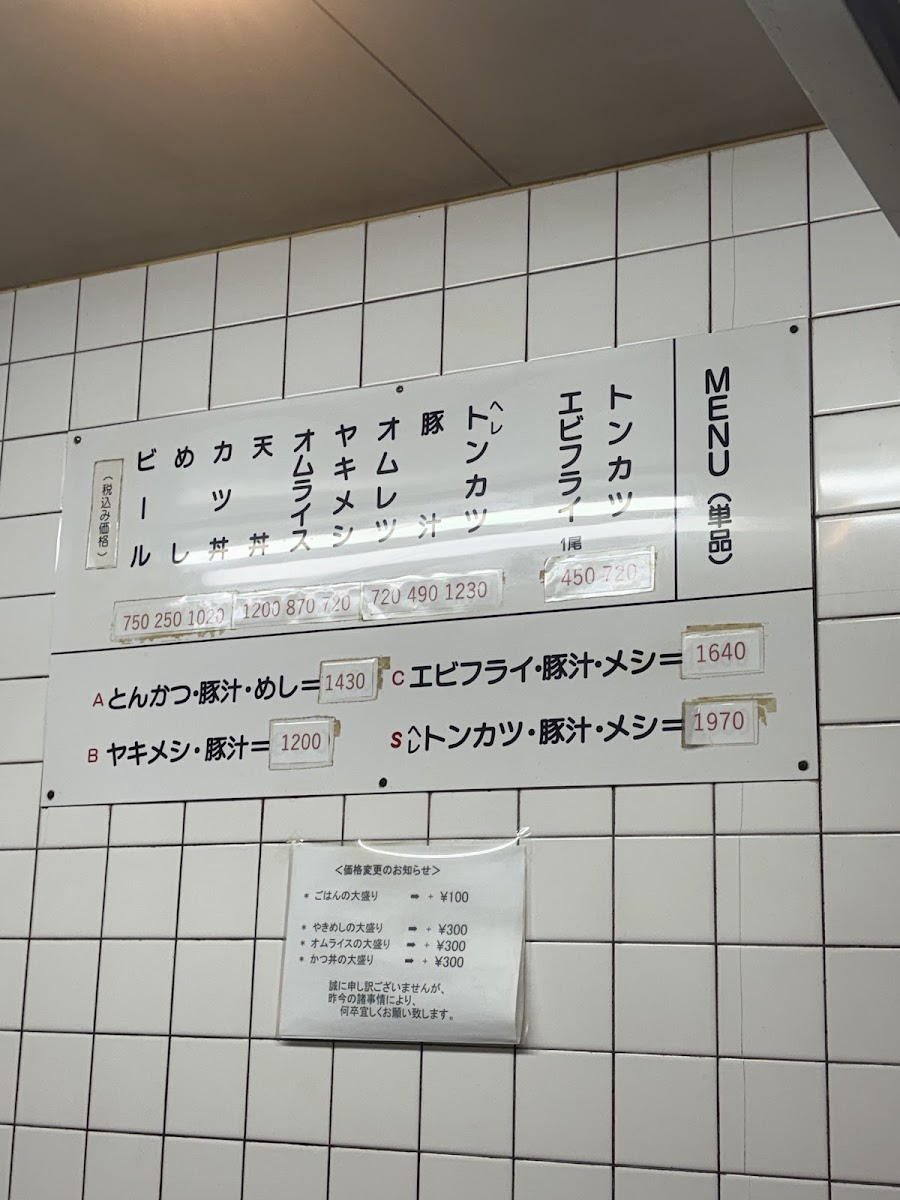 MENU（単品）
トンカツ 720
エビフライ 1尾 450
ヘレトンカツ 1230
豚汁 490
オムレツ 720
ヤキメシ 720
オムライス 870
天丼 1200
カツ丼 1020
めし 250
ビール 750
（税込み価格）
Aとんかつ・豚汁・めし＝1430
Bヤキメシ・豚汁＝1200
Cエビフライ・豚汁・メシ＝1640
Sヘレトンカツ・豚汁・メシ＝1970
＜価格変更のお知らせ＞
＊ ごはんの大盛り ➡ + ¥100
＊ やきめしの大盛り ➡ + ¥300
＊ オムライスの大盛り ➡ + ¥300
＊ かつ丼の大盛り ➡ + ¥300
誠に申し訳ございませんが、
昨今の諸事情により、
何卒宜しくお願い致します。